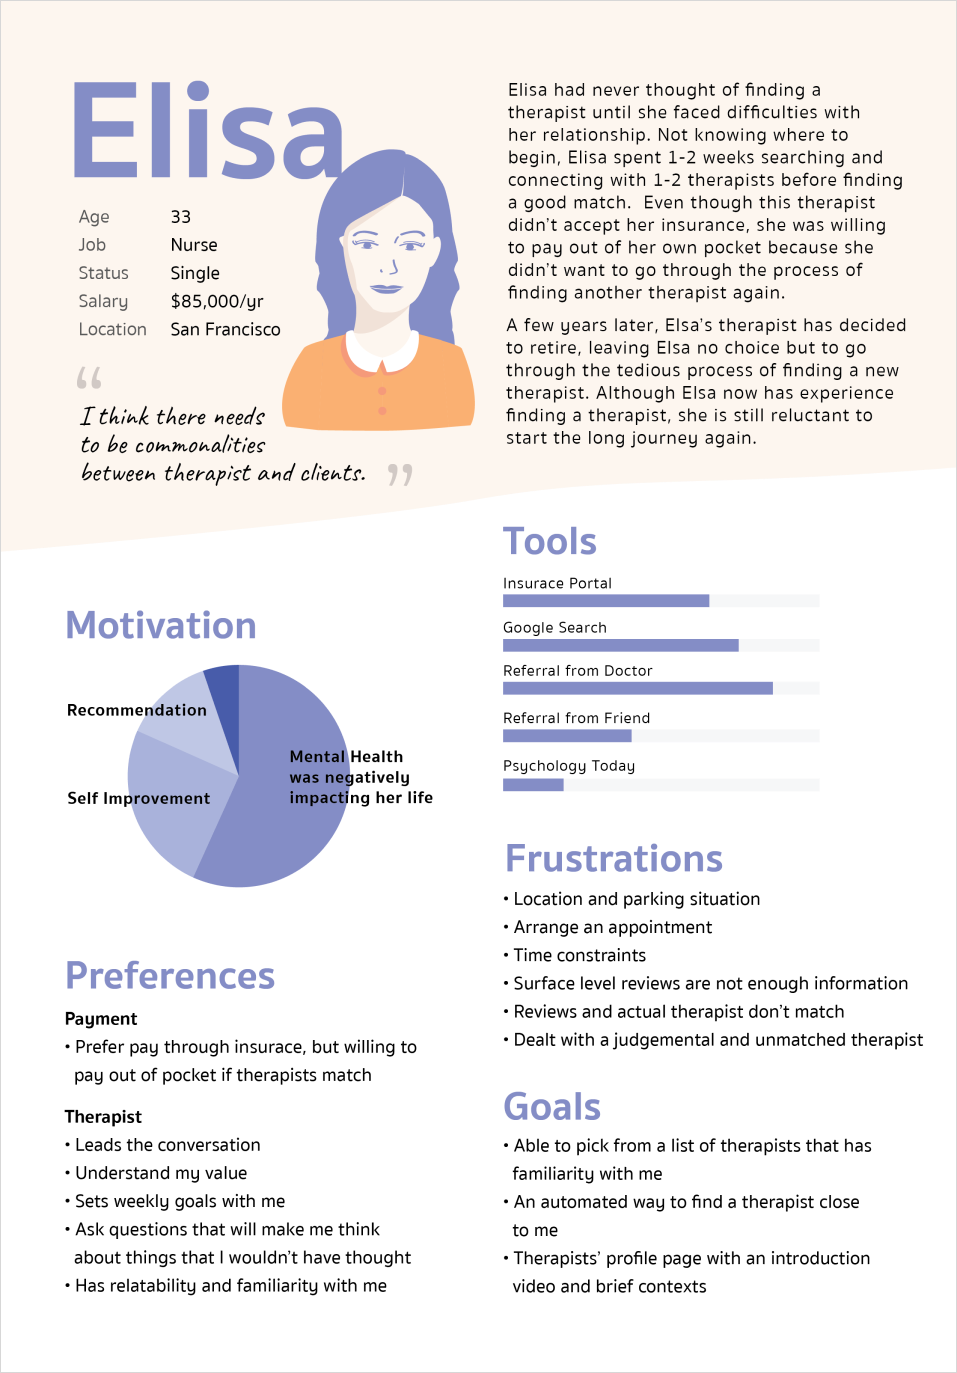 Elisa
Age 33
Job Nurse
Status Single
Salary $85,000/yr
Location San Francisco
“
I think there needs
to be commonalities
between therapist and clients. ”
Elisa had never thought of finding a
therapist until she faced difficulties with
her relationship. Not knowing where to
begin, Elisa spent 1-2 weeks searching and
connecting with 1-2 therapists before finding
a good match.  Even though this therapist
didn’t accept her insurance, she was willing
to pay out of her own pocket because she
didn’t want to go through the process of
finding another therapist again.
A few years later, Elsa’s therapist has decided
to retire, leaving Elsa no choice but to go
through the tedious process of finding a new
therapist. Although Elsa now has experience
finding a therapist, she is still reluctant to
start the long journey again.
Motivation
Recommendation
Self Improvement
Mental Health
was negatively
impacting her life
Preferences
Payment
• Prefer pay through insurace, but willing to
pay out of pocket if therapists match
Therapist
• Leads the conversation
• Understand my value
• Sets weekly goals with me
• Ask questions that will make me think
about things that I wouldn’t have thought
• Has relatability and familiarity with me
Tools
Insurace Portal
Google Search
Referral from Doctor
Referral from Friend
Psychology Today
Frustrations
• Location and parking situation
• Arrange an appointment
• Time constraints
• Surface level reviews are not enough information
• Reviews and actual therapist don’t match
• Dealt with a judgemental and unmatched therapist
Goals
• Able to pick from a list of therapists that has
familiarity with me
• An automated way to find a therapist close
to me
• Therapists’ profile page with an introduction
video and brief contexts